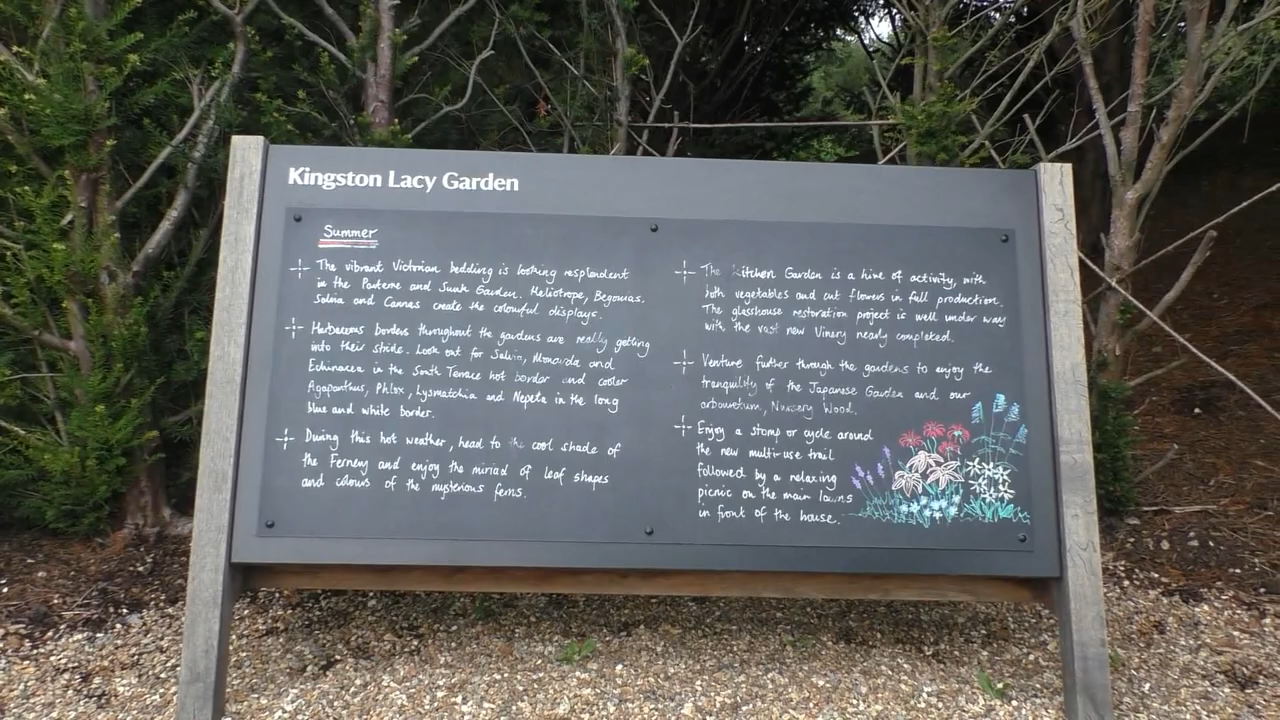 Kingston Lacy Garden
Summer
The vibrant Victorian bedding is looking resplendent
in the Parterre and Sunk Garden. Heliotrope, Begonias,
Salvia and Cannas create the colourful displays.
Herbaceous borders throughout the gardens are really getting
into their stride. Look out for Salvia, Monarda and
Echinacea in the South Terrace hot border and cooler
Agapanthus, Phlox, Lysmatchia and Nepeta in the long
blue and white border.
During this hot weather, head to the cool shade of
the Fernery and enjoy the miriad of leaf shapes
and colours of the mysterious ferns.
The Kitchen Garden is a hive of activity, with
both vegetables and cut flowers in full production.
The glasshouse restoration project is well under way
with the vast new Vinery nearly completed.
Venture further through the gardens to enjoy the
tranquility of the Japanese Garden and our
arboretum, Nursery Wood.
Enjoy a stomp or cycle around
the new multi-use trail
followed by a relaxing
picnic on the main lawns
in front of the house.